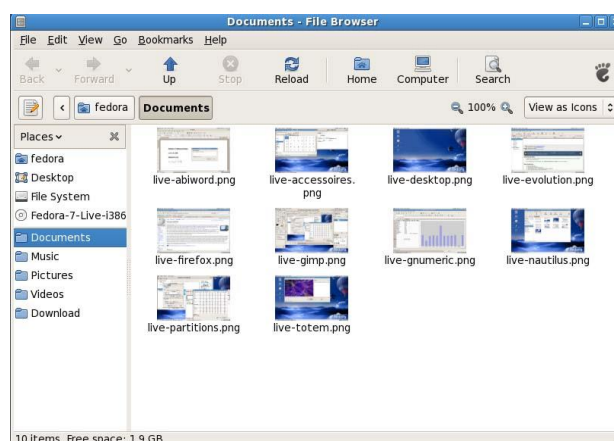 Documents - File Browser
File Edit View Go Bookmarks Help
Back Forward Up Stop Reload Home Computer Search
fedora Documents 100% View as Icons
Places
fedora
Desktop
File System
Fedora-7-Live-i386
Documents
Music
Pictures
Videos
Download
live-abiword.png live-accessoires.png live-desktop.png live-evolution.png
live-firefox.png live-gimp.png live-gnumeric.png live-nautilus.png
live-partitions.png live-totem.png
10 items, Free space: 1.9 GB